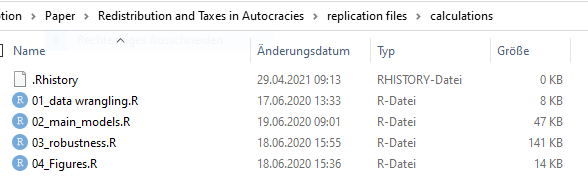 tion > Paper > Redistribution and Taxes in Autocracies > replication files > calculations
Name Änderungsdatum Typ Größe
.Rhistory 29.04.2021 09:13 RHISTORY-Datei 0 KB
01_data wrangling.R 17.06.2020 13:33 R-Datei 8 KB
02_main_models.R 19.06.2020 09:01 R-Datei 47 KB
03_robustness.R 18.06.2020 15:55 R-Datei 141 KB
04_Figures.R 18.06.2020 15:36 R-Datei 14 KB